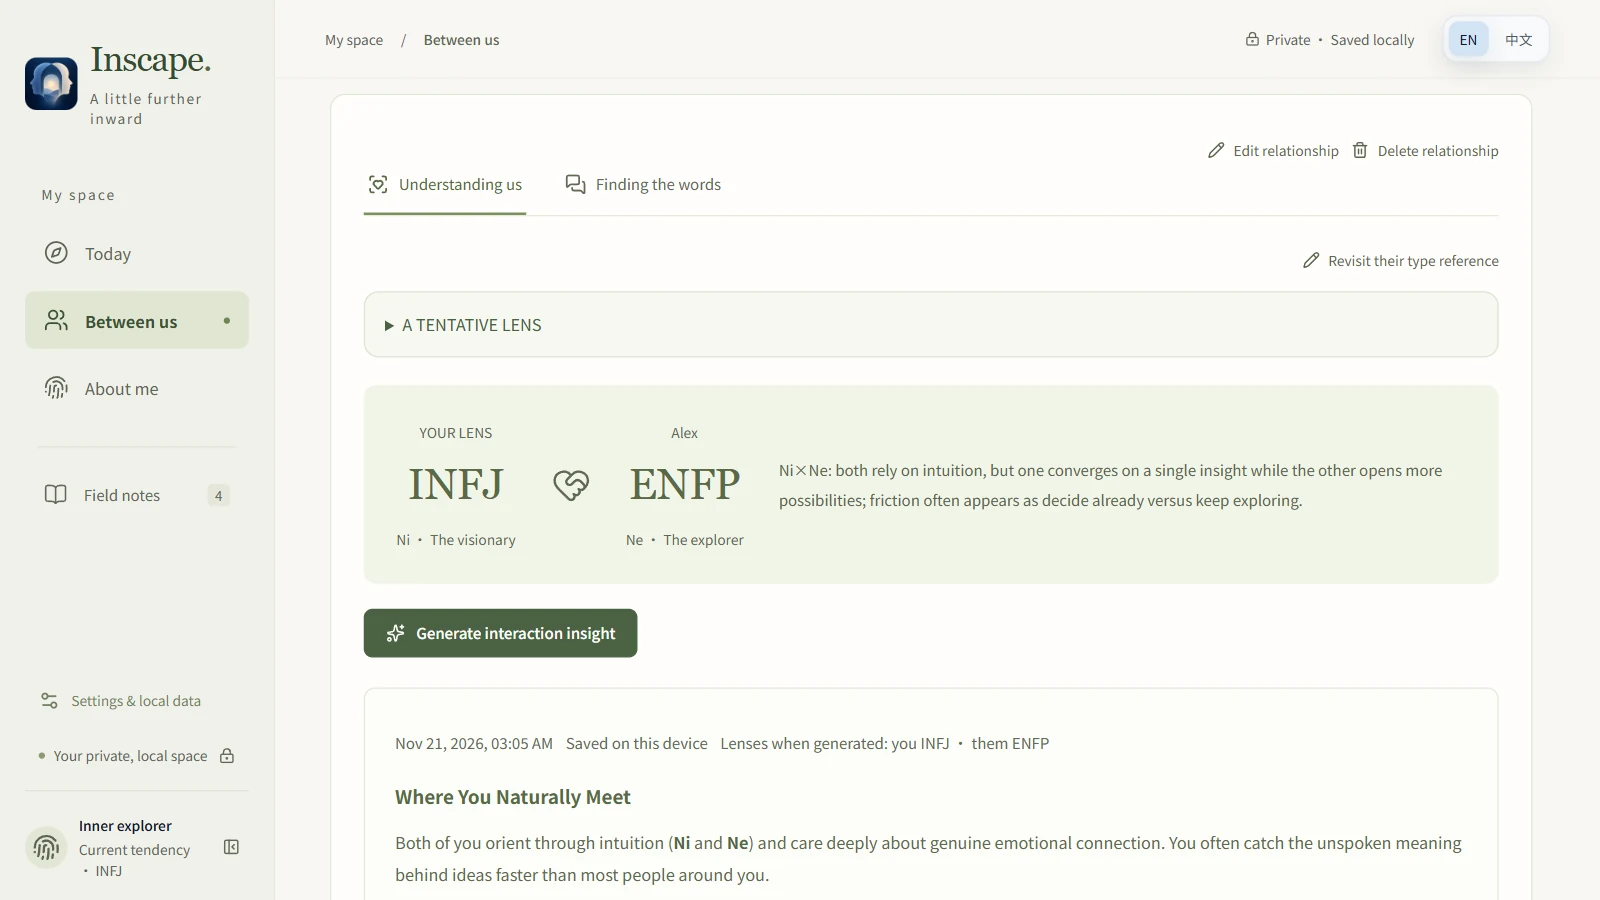 Inscape.
A little further
inward
My space
Today
Between us
About me
Field notes 4
Settings & local data
Your private, local space
Inner explorer
Current tendency
• INFJ
My space / Between us
Private • Saved locally
EN 中文
Edit relationship Delete relationship
Understanding us Finding the words
Revisit their type reference
A TENTATIVE LENS
YOUR LENS
INFJ
Ni • The visionary
Alex
ENFP
Ne • The explorer
Ni×Ne: both rely on intuition, but one converges on a single insight while the other opens more
possibilities; friction often appears as decide already versus keep exploring.
Generate interaction insight
Nov 21, 2026, 03:05 AM Saved on this device Lenses when generated: you INFJ • them ENFP
Where You Naturally Meet
Both of you orient through intuition (Ni and Ne) and care deeply about genuine emotional connection. You often catch the unspoken meaning
behind ideas faster than most people around you.